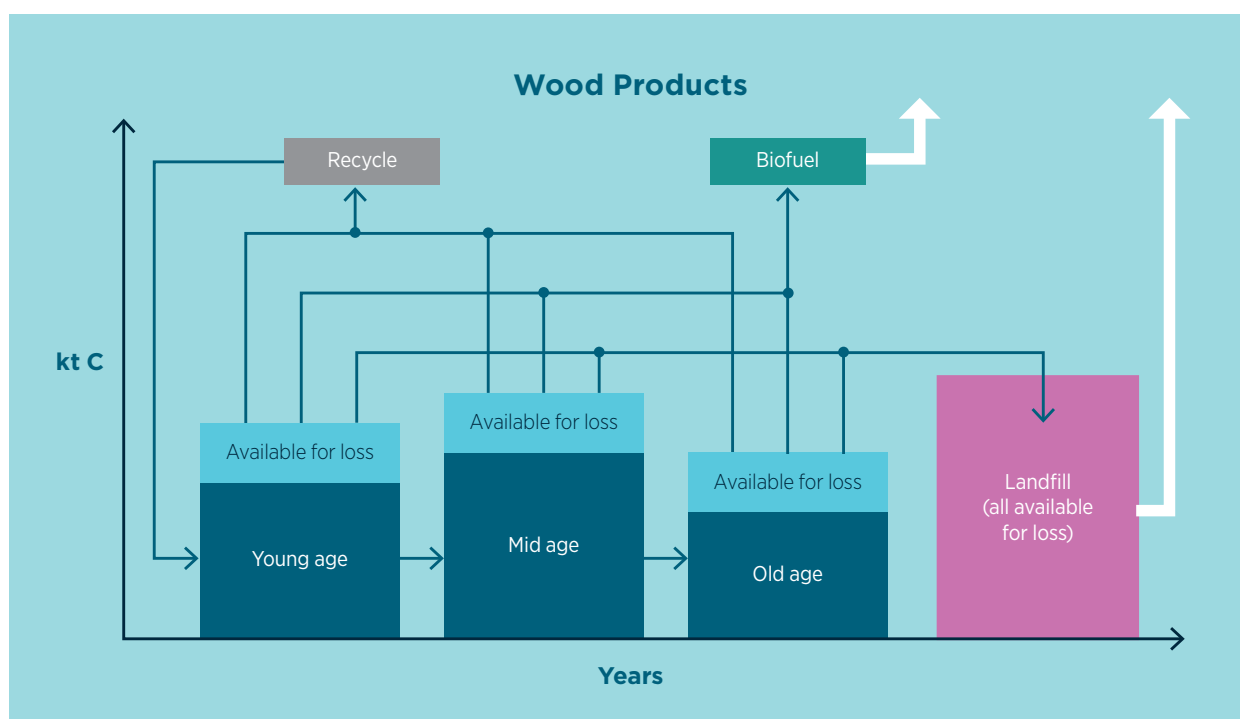 Wood Products
Recycle
Biofuel
kt C
Available for loss
Available for loss
Available for loss
Young age
Mid age
Old age
Landfill
(all available
for loss)
Years